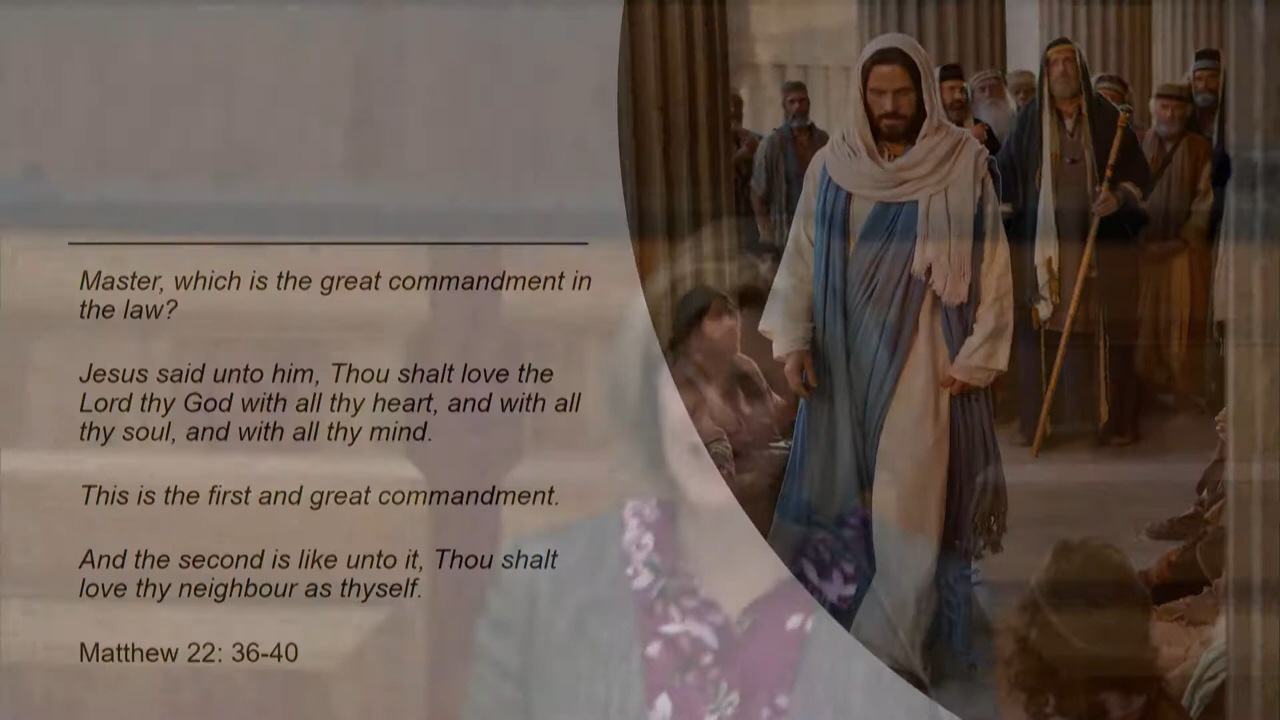 Master, which is the great commandment in
the law?
Jesus said unto him, Thou shalt love the
Lord thy God with all thy heart, and with all
thy soul, and with all thy mind.
This is the first and great commandment.
And the second is like unto it, Thou shalt
love thy neighbour as thyself.
Matthew 22: 36-40